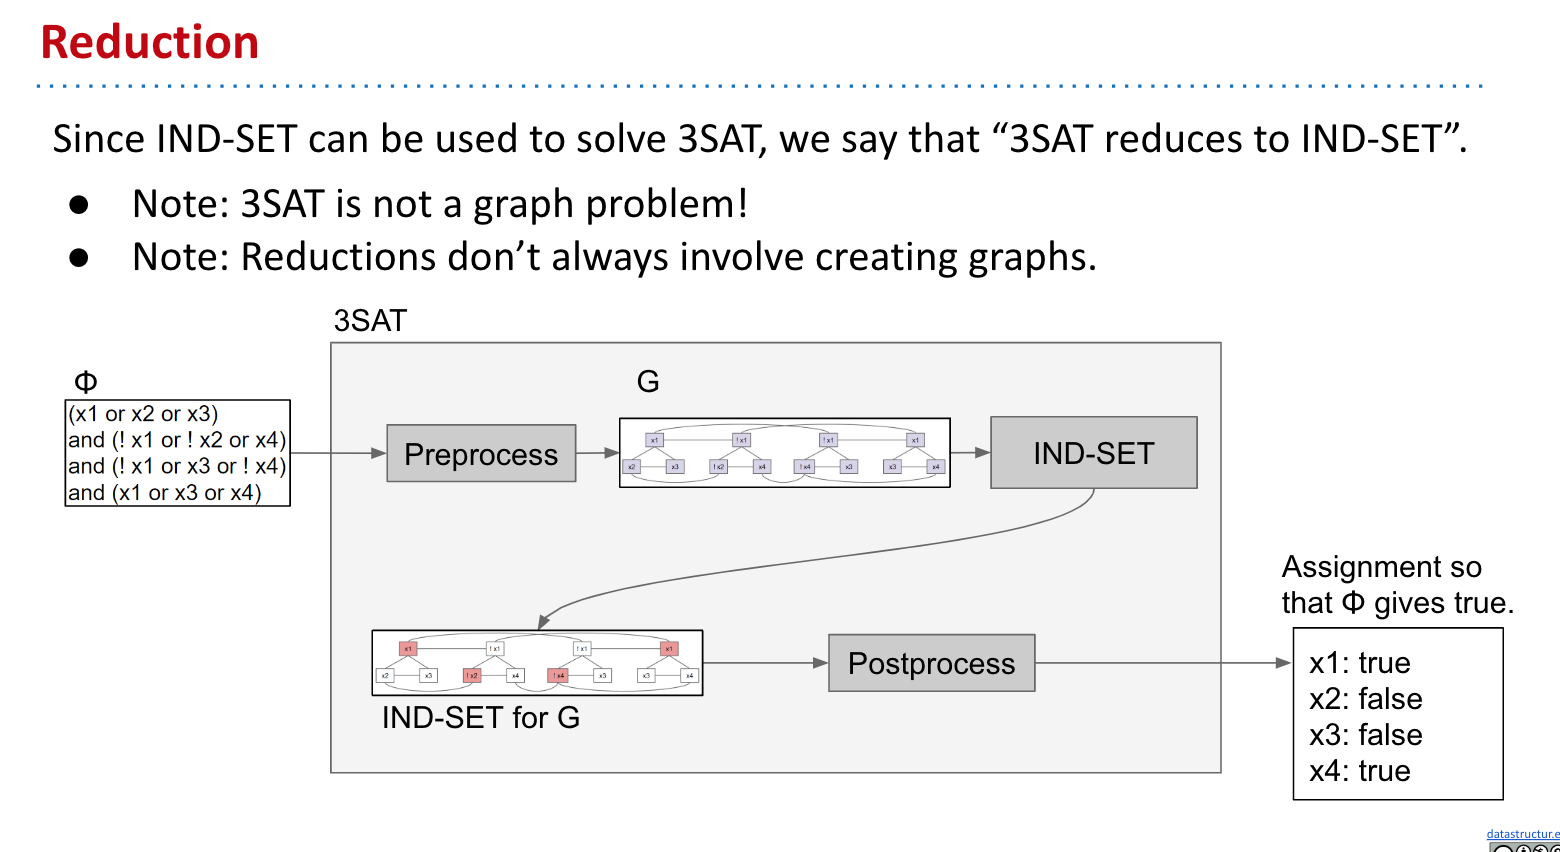 Reduction
Since IND-SET can be used to solve 3SAT, we say that “3SAT reduces to IND-SET”.
● Note: 3SAT is not a graph problem!
● Note: Reductions don’t always involve creating graphs.
3SAT
Φ
(x1 or x2 or x3)
and (! x1 or ! x2 or x4)
and (! x1 or x3 or ! x4)
and (x1 or x3 or x4)
Preprocess
G
x1 ! x1 ! x1 x1
x2 x3 ! x2 x4 ! x4 x3 x3 x4
IND-SET
x1 ! x1 ! x1 x1
x2 x3 ! x2 x4 ! x4 x3 x3 x4
IND-SET for G
Postprocess
Assignment so
that Φ gives true.
x1: true
x2: false
x3: false
x4: true
datastructur.e